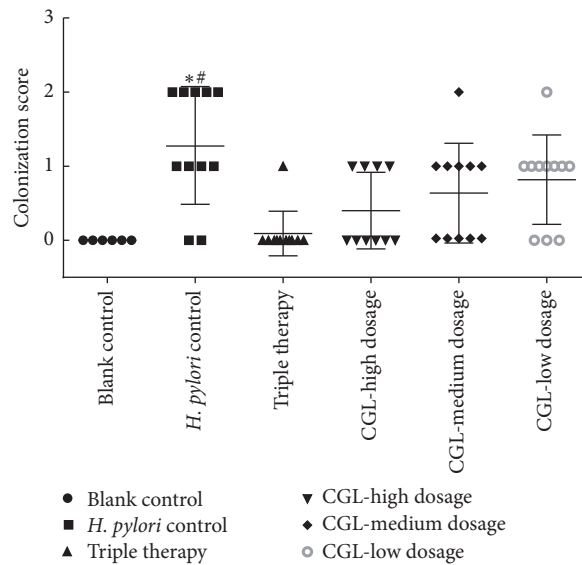 Colonization score
3
2
1
0
*#
Blank control
H. pylori control
Triple therapy
CGL-high dosage
CGL-medium dosage
CGL-low dosage
Blank control
H. pylori control
Triple therapy
CGL-high dosage
CGL-medium dosage
CGL-low dosage